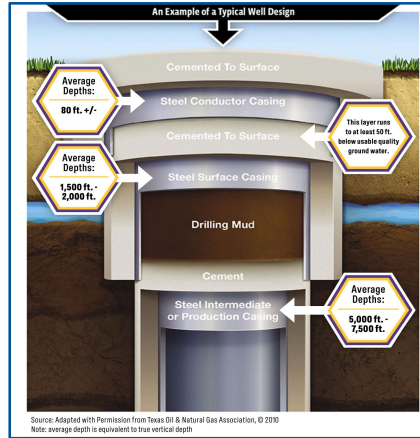 An Example of a Typical Well Design
Cemented To Surface
Average
Depths:
80 ft. +/-
Steel Conductor Casing
Cemented To Surface
This layer runs
to at least 50 ft.
below usable quality
ground water.
Average
Depths:
1,500 ft. -
2,000 ft.
Steel Surface Casing
Drilling Mud
Cement
Steel Intermediate
or Production Casing
Average
Depths:
5,000 ft. -
7,500 ft.
Source: Adapted with Permission from Texas Oil & Natural Gas Association, © 2010
Note: average depth is equivalent to true vertical depth